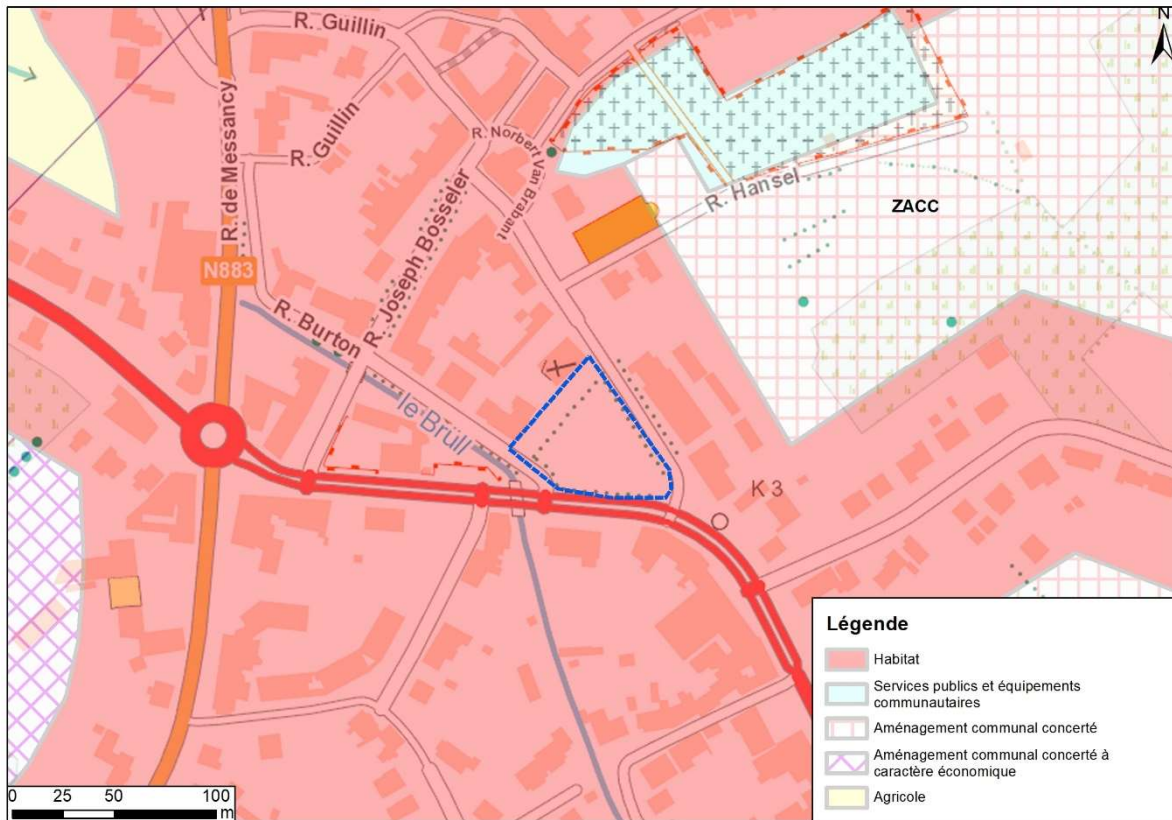 R. Guillin
N
R. de Messancy
R. Guillin
R. Norbert Van Brabant
R. Hansel
ZACC
R. Joseph Bosseler
N883
R. Burton
le Brüll
K 3
Légende
Habitat
Services publics et équipements
communautaires
Aménagement communal concerté
Aménagement communal concerté à
caractère économique
Agricole
0 25 50 100
m